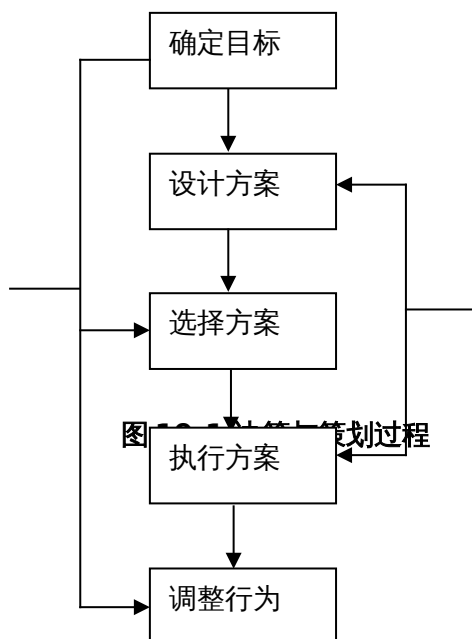 确定目标
设计方案
选择方案
图 策划过程
执行方案
调整行为